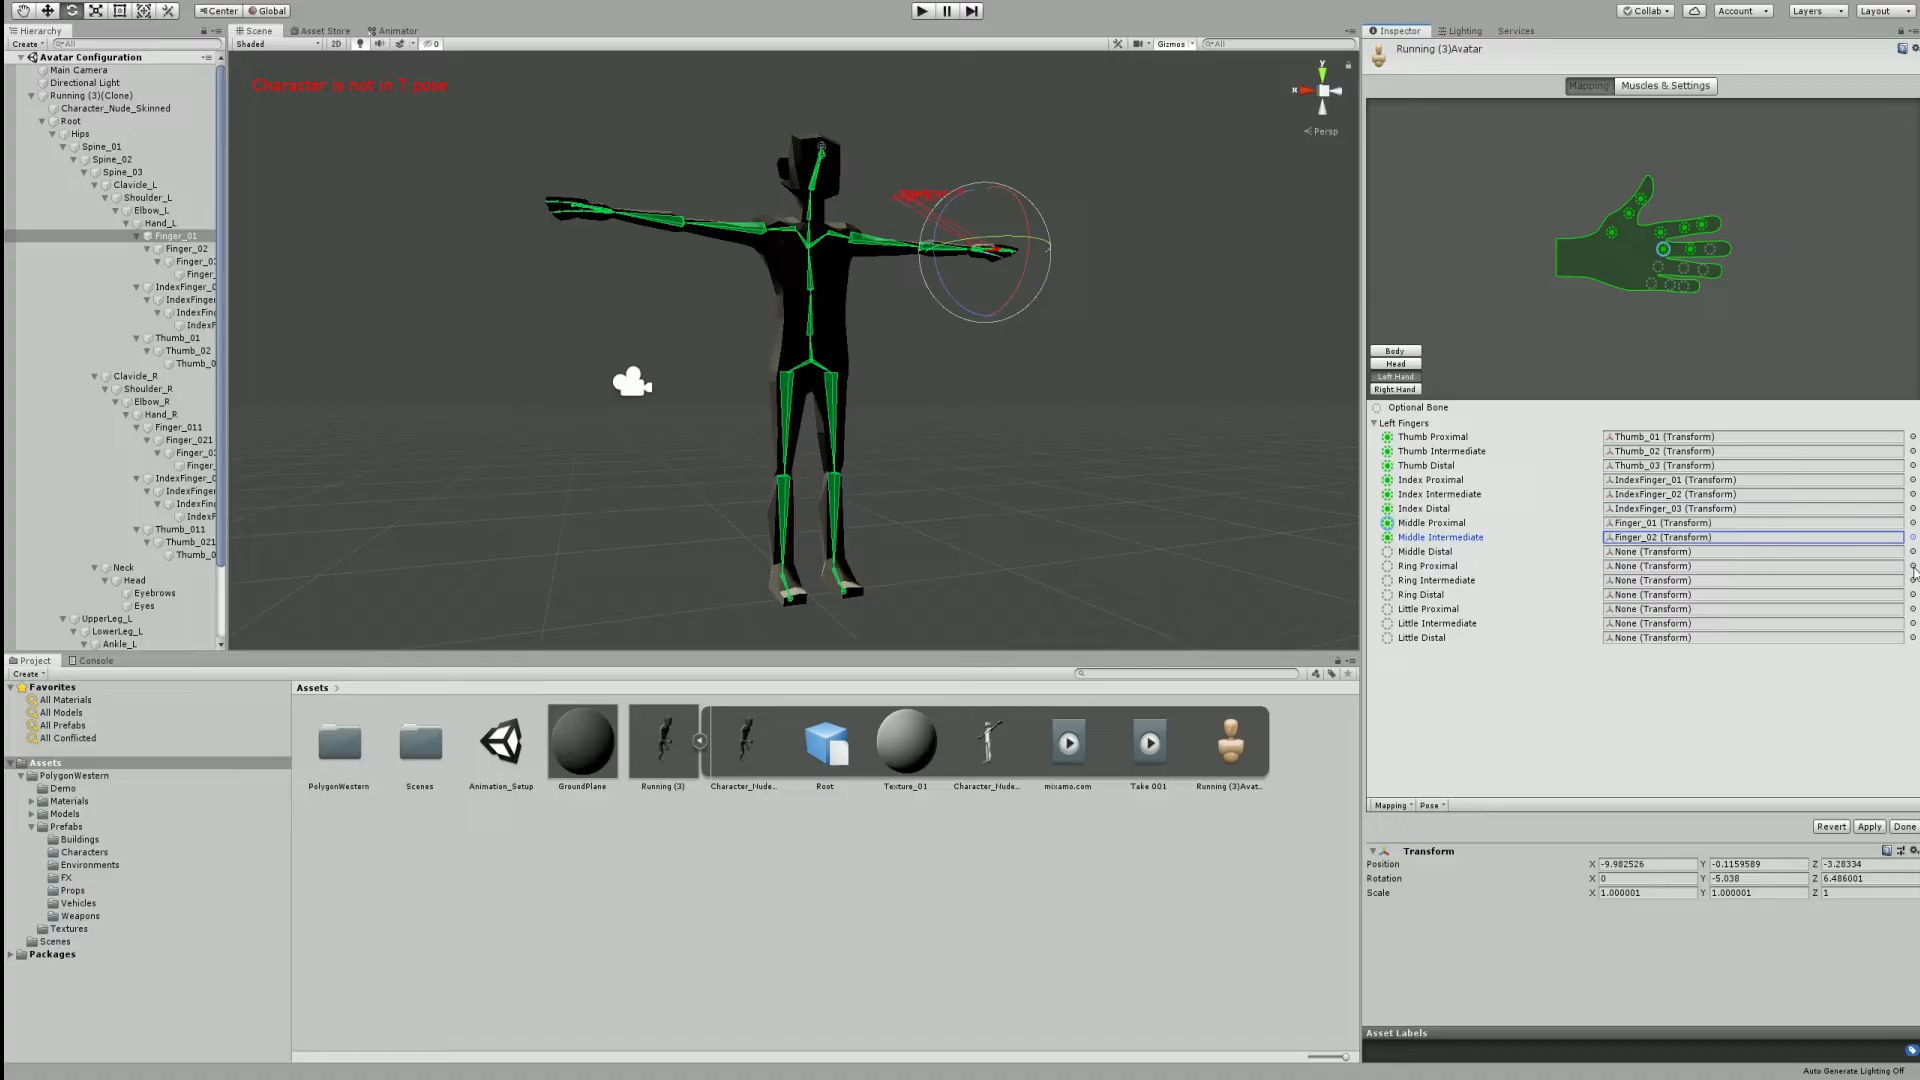 Center Global Collab Account Layers Layout
Hierarchy Scene Asset Store Animator Inspector Lighting Services
Create All Shaded 2D 0 Gizmos All Running (3)Avatar
Avatar Configuration
Main Camera
Directional Light
Running (3)(Clone)
Character_Nude_Skinned
Root
Hips
Spine_01
Spine_02
Spine_03
Clavicle_L
Shoulder_L
Elbow_L
Hand_L
Finger_01
Finger_02
Finger_0
Finger_
IndexFinger_0
IndexFinger
IndexFin
IndexF
Thumb_01
Thumb_02
Thumb_0
Clavicle_R
Shoulder_R
Elbow_R
Hand_R
Finger_011
Finger_021
Finger_0
Finger_
IndexFinger_0
IndexFinger
IndexFin
IndexF
Thumb_011
Thumb_021
Thumb_0
Neck
Head
Eyebrows
Eyes
UpperLeg_L
LowerLeg_L
Ankle_L
Character is not in T pose
y
x
Persp
Mapping Muscles & Settings
Body
Head
Left Hand
Right Hand
Optional Bone
Left Fingers
Thumb Proximal Thumb_01 (Transform)
Thumb Intermediate Thumb_02 (Transform)
Thumb Distal Thumb_03 (Transform)
Index Proximal IndexFinger_01 (Transform)
Index Intermediate IndexFinger_02 (Transform)
Index Distal IndexFinger_03 (Transform)
Middle Proximal Finger_01 (Transform)
Middle Intermediate Finger_02 (Transform)
Middle Distal None (Transform)
Ring Proximal None (Transform)
Ring Intermediate None (Transform)
Ring Distal None (Transform)
Little Proximal None (Transform)
Little Intermediate None (Transform)
Little Distal None (Transform)
Mapping Pose
Revert Apply Done
Transform
Position X -9.982526 Y -0.1159589 Z -3.28334
Rotation X 0 Y -5.038 Z 6.486001
Scale X 1.000001 Y 1.000001 Z 1
Asset Labels
Auto Generate Lighting Off
Project Console
Create
Favorites
All Materials
All Models
All Prefabs
All Conflicted
Assets
PolygonWestern
Demo
Materials
Models
Prefabs
Buildings
Characters
Environments
FX
Props
Vehicles
Weapons
Textures
Scenes
Packages
Assets
PolygonWestern Scenes Animation_Setup GroundPlane Running (3) Character_Nude... Root Texture_01 Character_Nude... mixamo.com Take 001 Running (3)Avat...